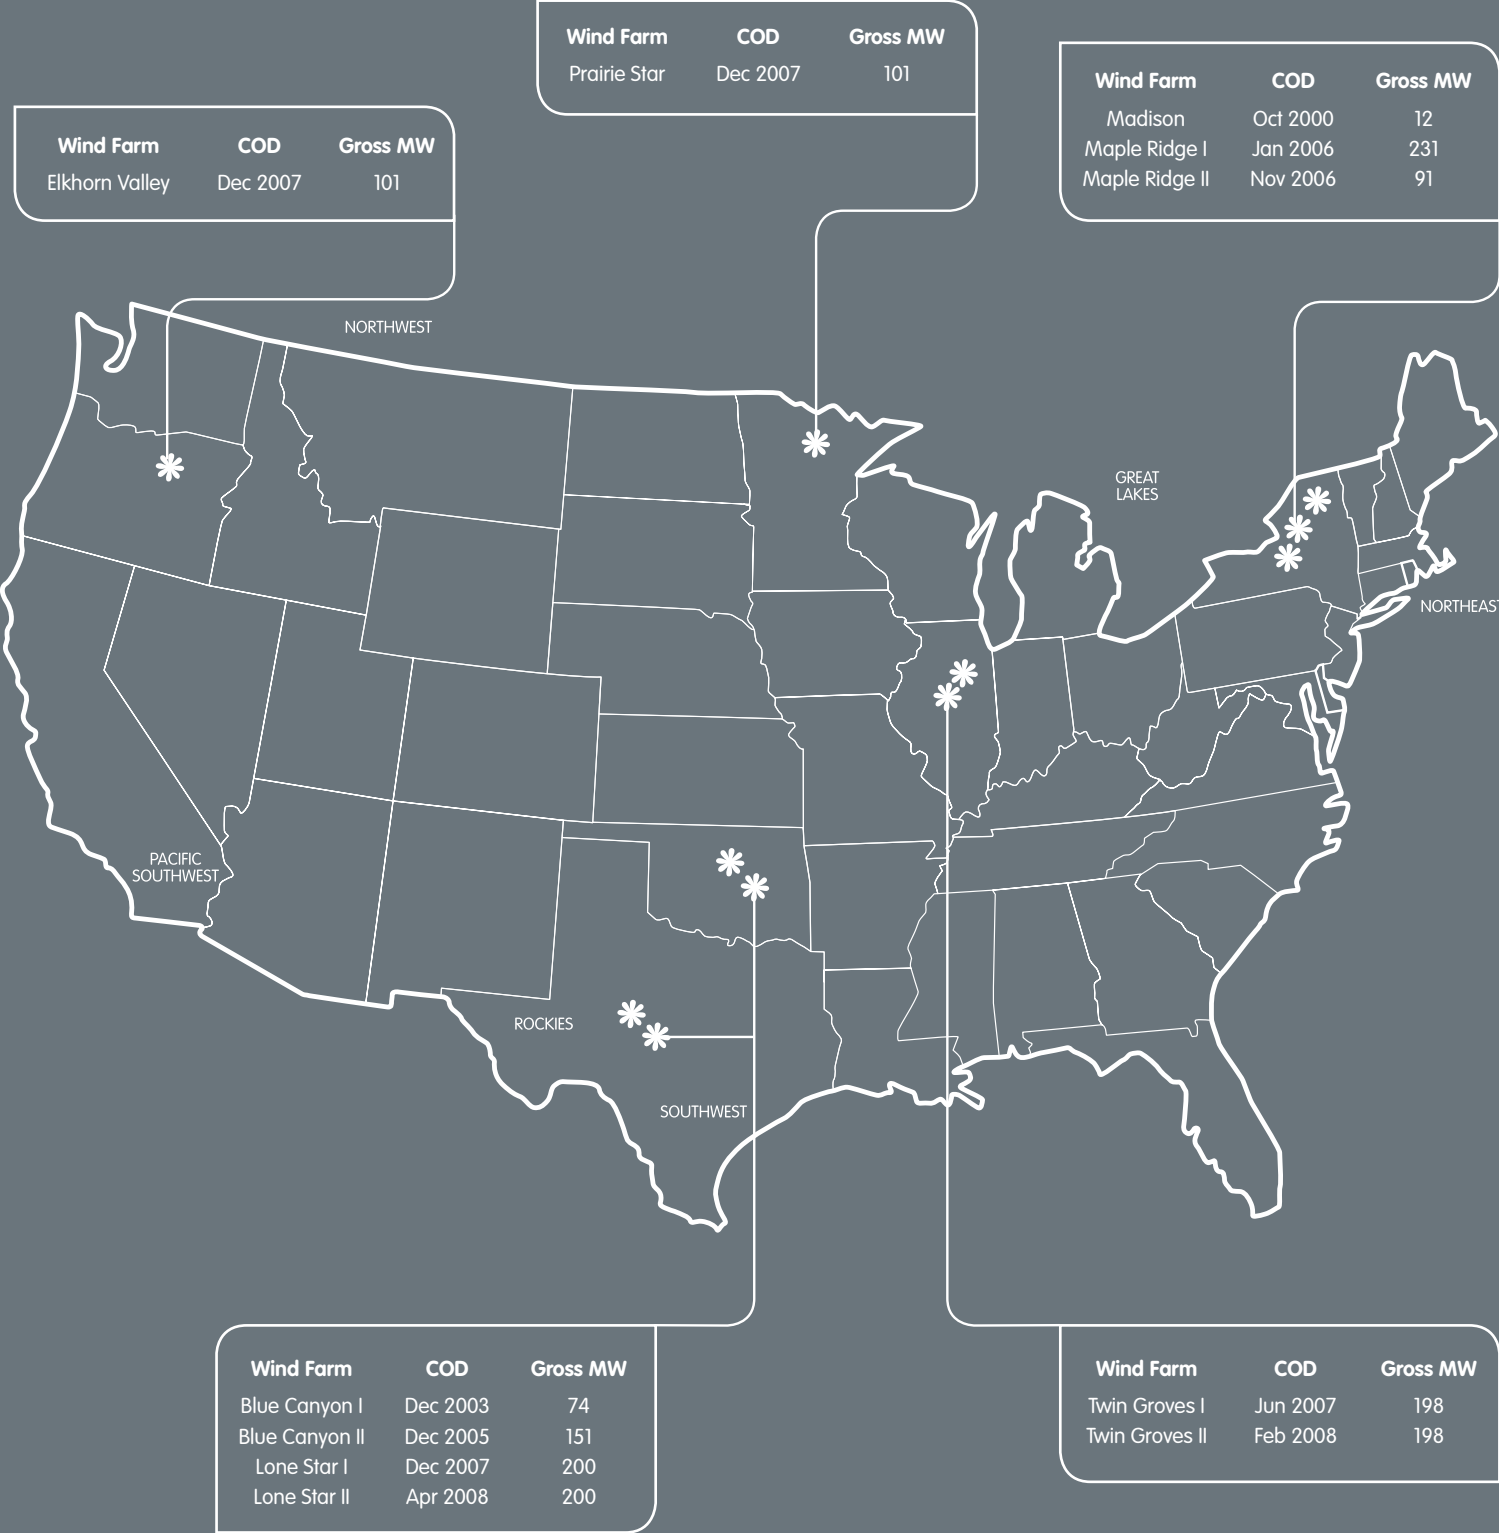 Wind Farm COD Gross MW
Prairie Star Dec 2007 101
Wind Farm COD Gross MW
Madison Oct 2000 12
Maple Ridge I Jan 2006 231
Maple Ridge II Nov 2006 91
Wind Farm COD Gross MW
Elkhorn Valley Dec 2007 101
NORTHWEST
GREAT
LAKES
NORTHEAST
PACIFIC
SOUTHWEST
ROCKIES
SOUTHWEST
Wind Farm COD Gross MW
Blue Canyon I Dec 2003 74
Blue Canyon II Dec 2005 151
Lone Star I Dec 2007 200
Lone Star II Apr 2008 200
Wind Farm COD Gross MW
Twin Groves I Jun 2007 198
Twin Groves II Feb 2008 198